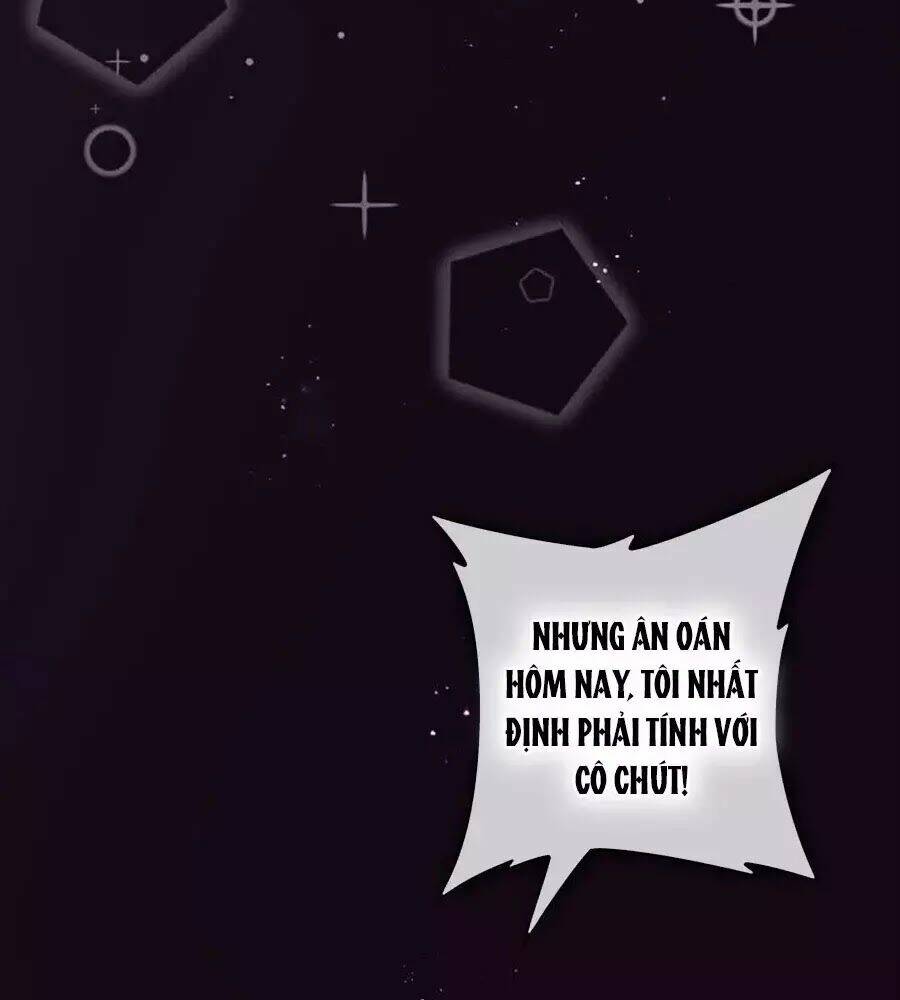 NHƯNG ÂN OÁN
HÔM NAY, TÔI NHẤT
ĐỊNH PHẢI TÍNH VỚI
CÔ CHÚT!